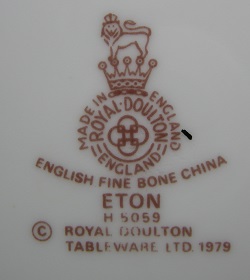 MADE IN ENGLAND
ROYAL·DOULTON
ENGLAND
ENGLISH FINE BONE CHINA
ETON
H 5059
© ROYAL DOULTON
TABLEWARE LTD. 1979